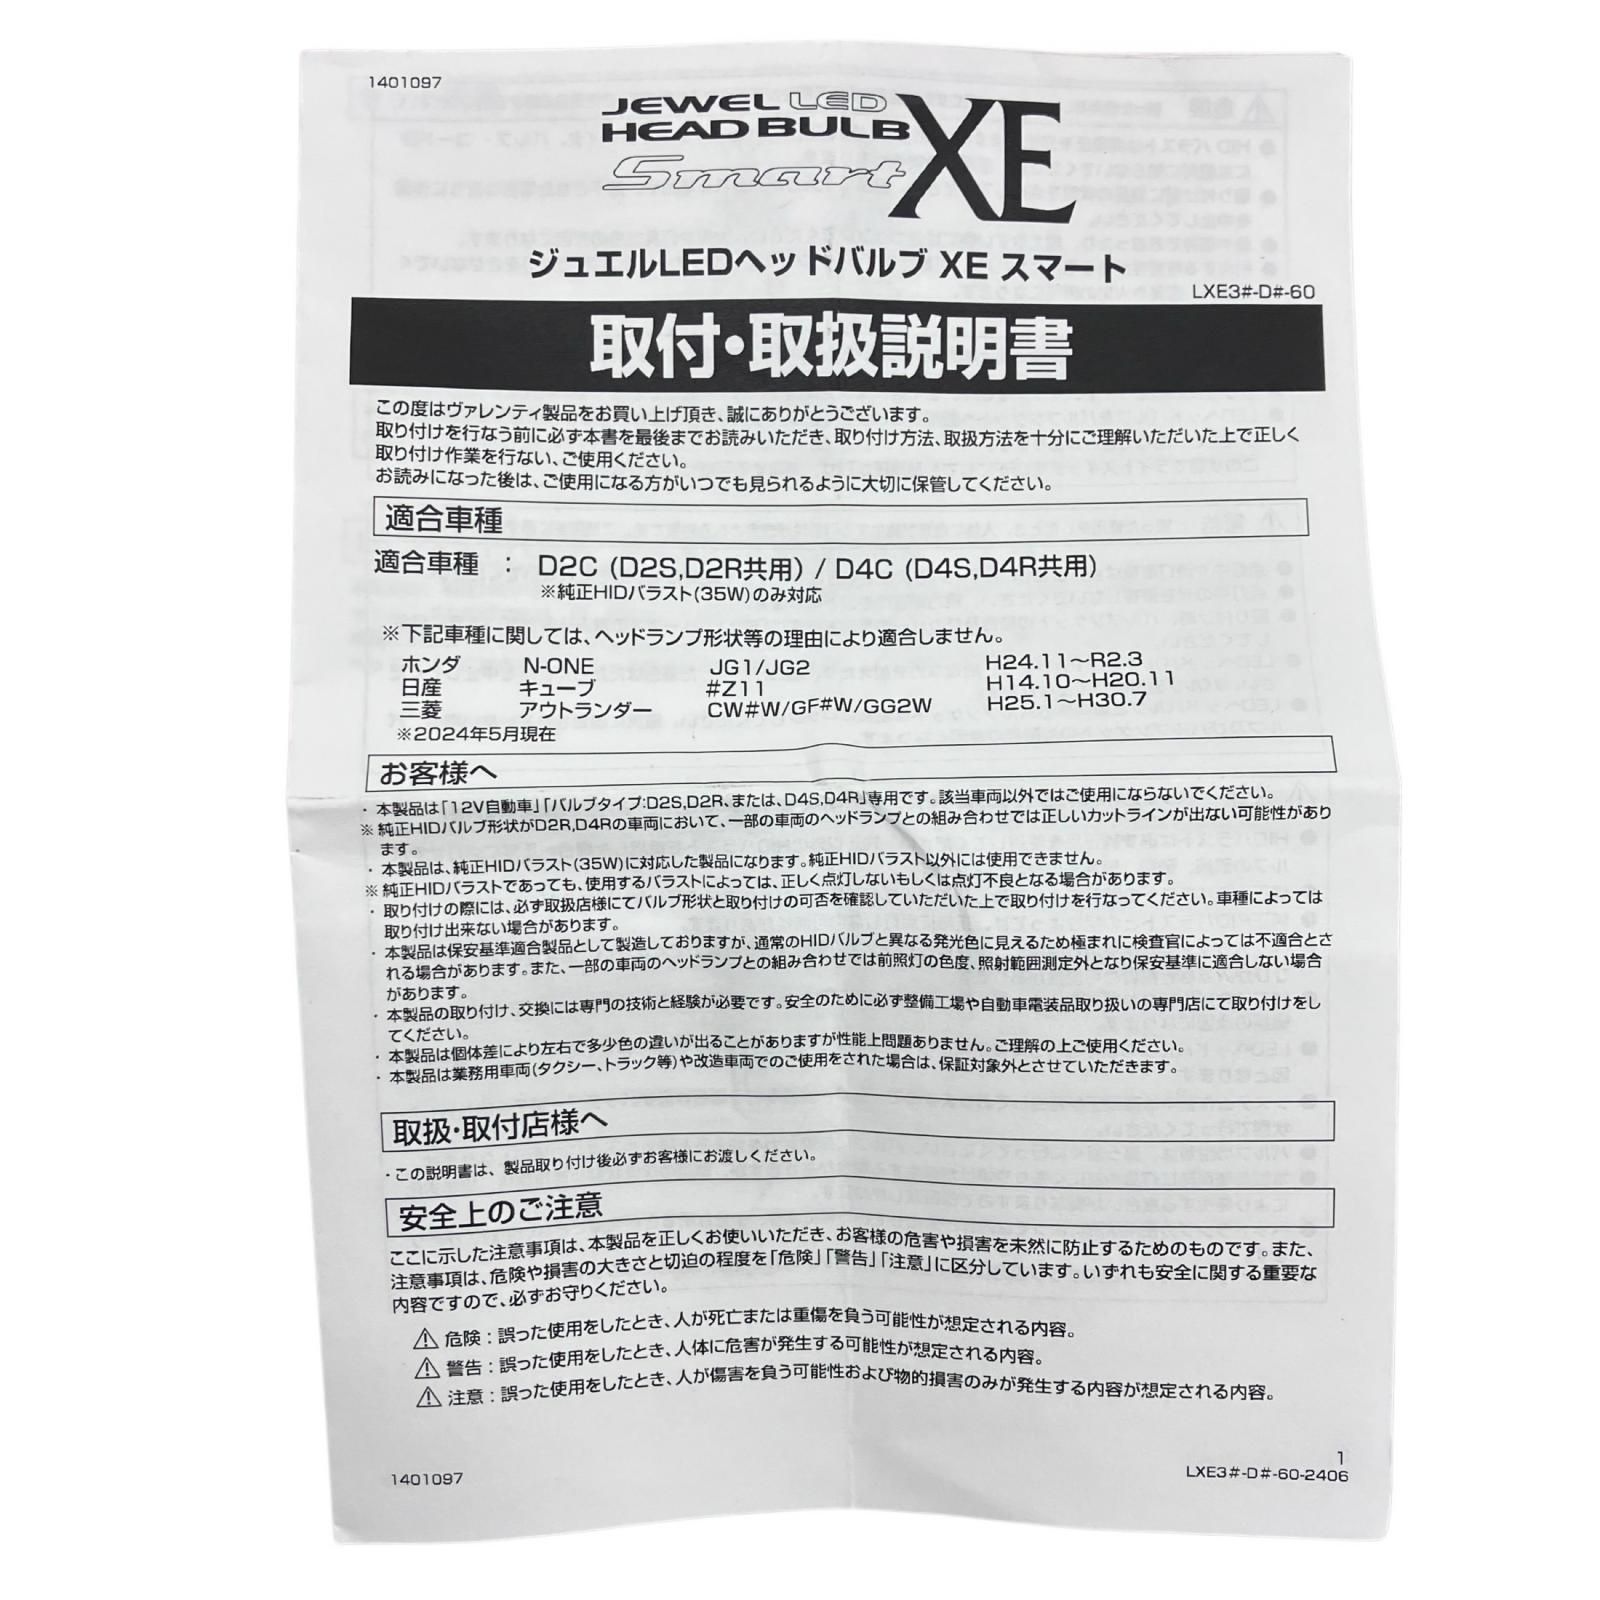 1401097
JEWEL LED
HEAD BULB XE
Smart
ジュエルLEDヘッドバルブ XE スマート
LXE3#-D#-60
取付・取扱説明書
この度はヴァレンティ製品をお買い上げ頂き、誠にありがとうございます。
取り付けを行なう前に必ず本書を最後までお読みいただき、取り付け方法、取扱方法を十分にご理解いただいた上で正しく
取り付け作業を行ない、ご使用ください。
お読みになった後は、ご使用になる方がいつでも見られるように大切に保管してください。
適合車種
適合車種 : D2C (D2S,D2R共用) / D4C (D4S,D4R共用)
※純正HIDバラスト(35W)のみ対応
※下記車種に関しては、ヘッドランプ形状等の理由により適合しません。
ホンダ N-ONE JG1/JG2 H24.11～R2.3
日産 キューブ #Z11 H14.10～H20.11
三菱 アウトランダー CW#W/GF#W/GG2W H25.1～H30.7
※2024年5月現在
お客様へ
・本製品は「12V自動車」「バルブタイプ:D2S,D2R、または、D4S,D4R」専用です。該当車両以外ではご使用にならないでください。
※純正HIDバルブ形状がD2R,D4Rの車両において、一部の車両のヘッドランプとの組み合わせでは正しいカットラインが出ない可能性があり
ます。
・本製品は、純正HIDバラスト(35W)に対応した製品になります。純正HIDバラスト以外には使用できません。
※純正HIDバラストであっても、使用するバラストによっては、正しく点灯しないもしくは点灯不良となる場合があります。
・取り付けの際には、必ず取扱店様にてバルブ形状と取り付けの可否を確認していただいた上で取り付けを行なってください。車種によっては
取り付け出来ない場合があります。
・本製品は保安基準適合製品として製造しておりますが、通常のHIDバルブと異なる発光色に見えるため極まれに検査官によっては不適合とさ
れる場合があります。また、一部の車両のヘッドランプとの組み合わせでは前照灯の色度、照射範囲測定外となり保安基準に適合しない場合
があります。
・本製品の取り付け、交換には専門の技術と経験が必要です。安全のために必ず整備工場や自動車電装品取り扱いの専門店にて取り付けをし
てください。
・本製品は個体差により左右で多少色の違いが出ることがありますが性能上問題ありません。ご理解の上ご使用ください。
・本製品は業務用車両(タクシー、トラック等)や改造車両でのご使用をされた場合は、保証対象外とさせていただきます。
取扱・取付店様へ
・この説明書は、製品取り付け後必ずお客様にお渡しください。
安全上のご注意
ここに示した注意事項は、本製品を正しくお使いいただき、お客様の危害や損害を未然に防止するためのものです。また、
注意事項は、危険や損害の大きさと切迫の程度を「危険」「警告」「注意」に区分しています。いずれも安全に関する重要な
内容ですので、必ずお守りください。
⚠ 危険 : 誤った使用をしたとき、人が死亡または重傷を負う可能性が想定される内容。
⚠ 警告 : 誤った使用をしたとき、人体に危害が発生する可能性が想定される内容。
⚠ 注意 : 誤った使用をしたとき、人が傷害を負う可能性および物的損害のみが発生する内容が想定される内容。
1
1401097 LXE3#-D#-60-2406